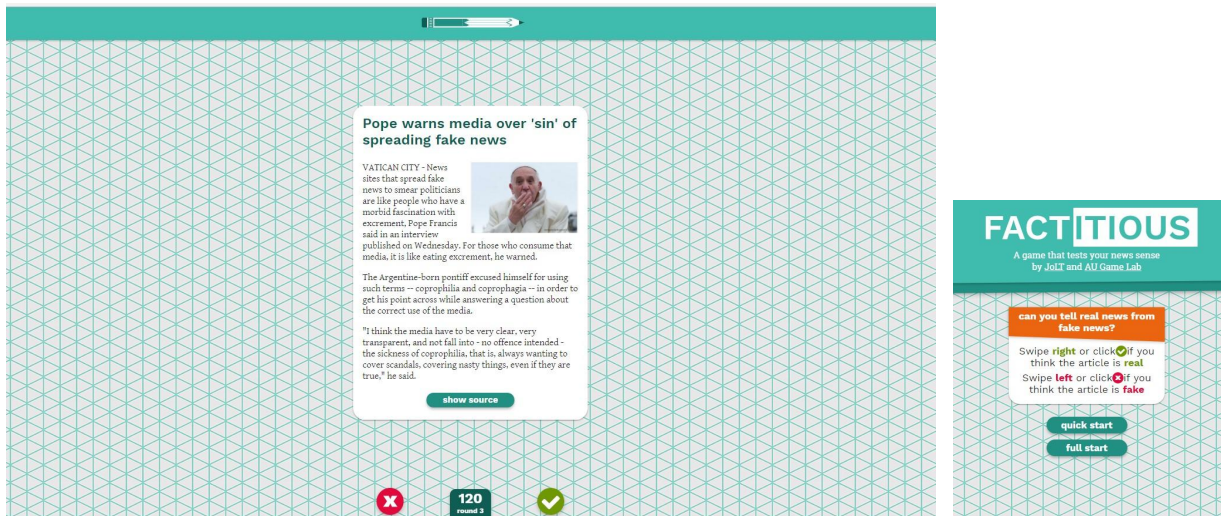 Pope warns media over 'sin' of
spreading fake news
VATICAN CITY - News
sites that spread fake
news to smear politicians
are like people who have a
morbid fascination with
excrement, Pope Francis
said in an interview
published on Wednesday. For those who consume that
media, it is like eating excrement, he warned.
The Argentine-born pontiff excused himself for using
such terms -- coprophilia and coprophagia -- in order to
get his point across while answering a question about
the correct use of the media.
"I think the media have to be very clear, very
transparent, and not fall into - no offence intended -
the sickness of coprophilia, that is, always wanting to
cover scandals, covering nasty things, even if they are
true," he said.
show source
120
round 3
FACTITIOUS
A game that tests your news sense
by JoLT and AU Game Lab
can you tell real news from
fake news?
Swipe right or click if you
think the article is real
Swipe left or click if you
think the article is fake
quick start
full start